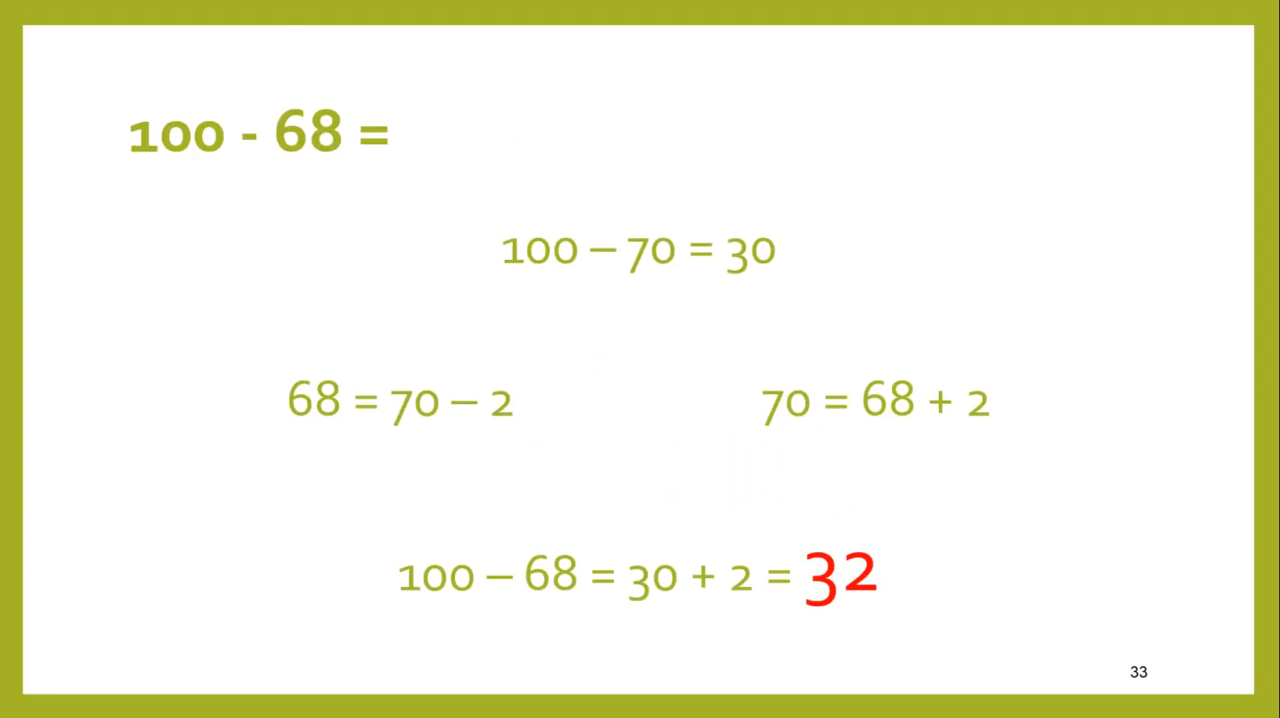 100 - 68 =
100 – 70 = 30
68 = 70 – 2
70 = 68 + 2
100 – 68 = 30 + 2 = 32
33